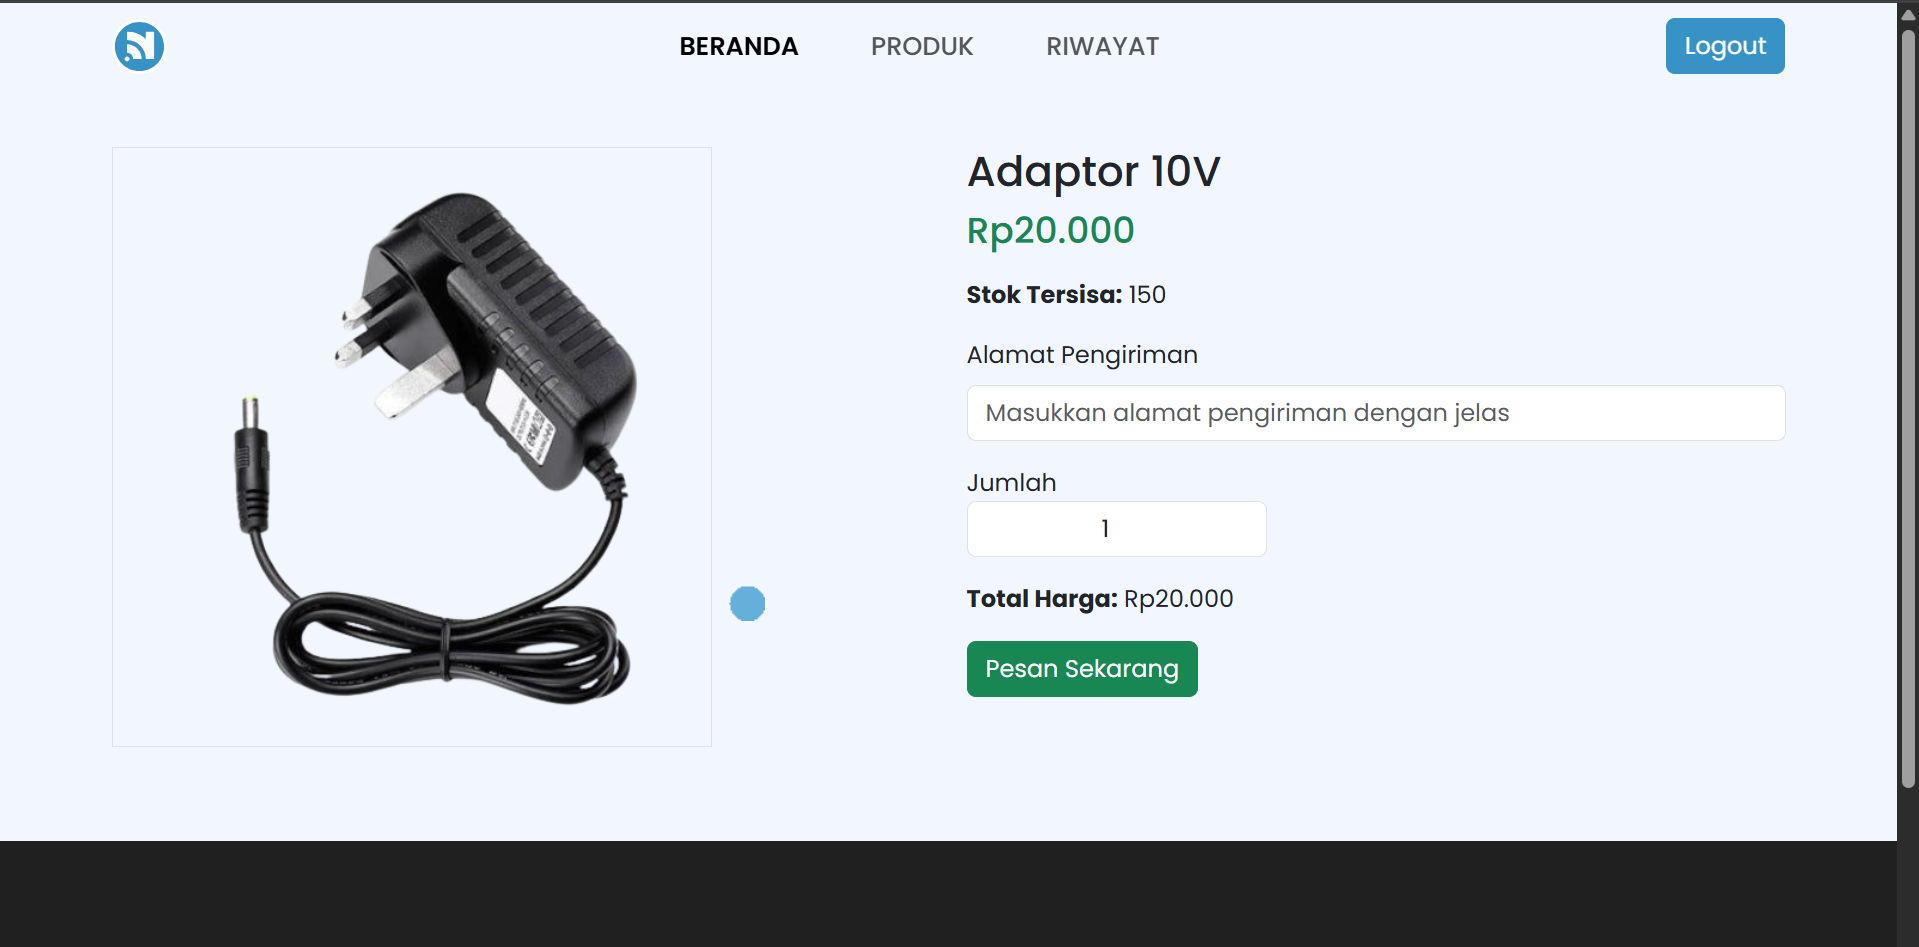 BERANDA PRODUK RIWAYAT Logout
Adaptor 10V
Rp20.000
Stok Tersisa: 150
Alamat Pengiriman
Masukkan alamat pengiriman dengan jelas
Jumlah
1
Total Harga: Rp20.000
Pesan Sekarang